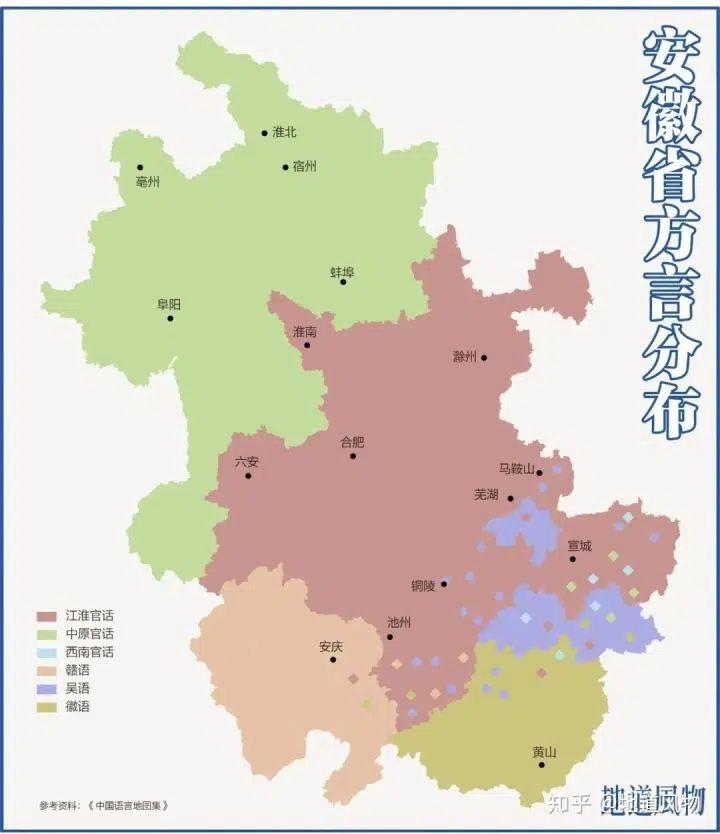 安徽省方言分布
淮北
宿州
亳州
蚌埠
阜阳
淮南
滁州
合肥
六安
马鞍山
芜湖
宣城
铜陵
池州
安庆
黄山
江淮官话
中原官话
西南官话
赣语
吴语
徽语
参考资料：《中国语言地图集》
地道风物
知乎 @地道风物